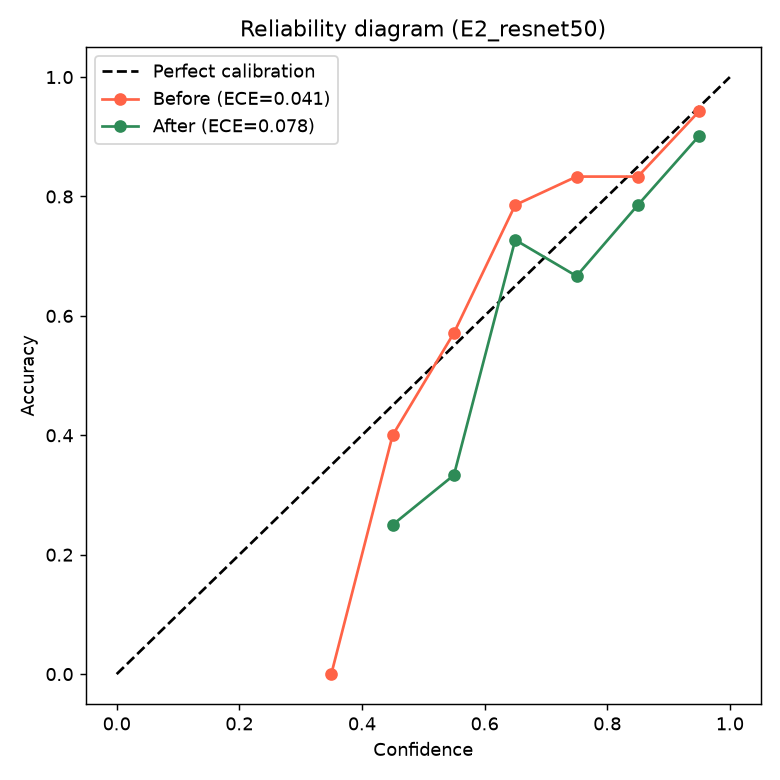 Reliability diagram (E2_resnet50)
Perfect calibration
Before (ECE=0.041)
After (ECE=0.078)
1.0
0.8
0.6
0.4
0.2
0.0
Accuracy
0.0 0.2 0.4 0.6 0.8 1.0
Confidence